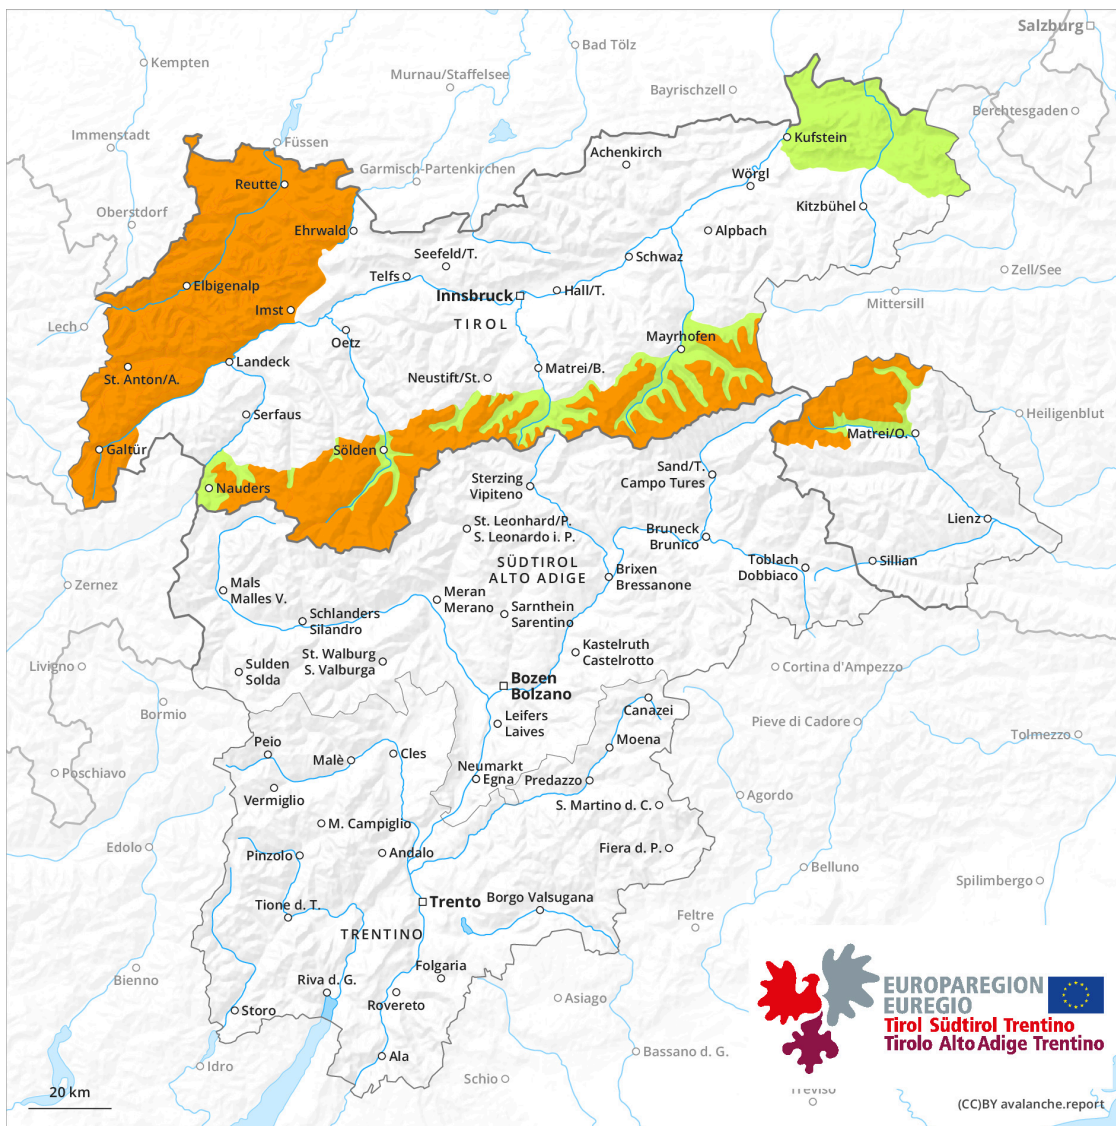 Salzburg
Bad Tölz
Kempten
Murnau/Staffelsee
Bayrischzell
Berchtesgaden
Immenstadt
Füssen
Kufstein
Achenkirch
Garmisch-Partenkirchen
Wörgl
Reutte
Oberstdorf
Kitzbühel
Ehrwald
Alpbach
Seefeld/T.
Schwaz
Telfs
Zell/See
Elbigenalp
Innsbruck
Hall/T.
Mittersill
Imst
Lech
TIROL
Oetz
Mayrhofen
Landeck
Matrei/B.
St. Anton/A.
Neustift/St.
Serfaus
Heiligenblut
Matrei/O.
Galtür
Sölden
Sand/T.
Campo Tures
Sterzing
Vipiteno
Nauders
Lienz
St. Leonhard/P.
S. Leonardo i. P.
Bruneck
Brunico
SÜDTIROL
ALTO ADIGE
Toblach
Dobbiaco
Sillian
Brixen
Bressanone
Zernez
Mals
Malles V.
Meran
Merano
Sarnthein
Sarentino
Schlanders
Silandro
Kastelruth
Castelrotto
St. Walburg
S. Valburga
Livigno
Sulden
Solda
Cortina d'Ampezzo
Bozen
Bolzano
Bormio
Canazei
Leifers
Laives
Pieve di Cadore
Tolmezzo
Peio
Moena
Malè
Cles
Poschiavo
Neumarkt
Egna
Predazzo
Vermiglio
Agordo
S. Martino d. C.
M. Campiglio
Edolo
Pinzolo
Andalo
Fiera d. P.
Belluno
Spilimbergo
Tione d. T.
Trento
Borgo Valsugana
Feltre
TRENTINO
Folgaria
Bienno
Riva d. G.
Rovereto
Asiago
Storo
EUROPAREGION
EUREGIO
Tirol Südtirol Trentino
Tirolo Alto Adige Trentino
Ala
Bassano d. G.
Idro
Schio
Treviso
20 km
(CC)BY avalanche.report